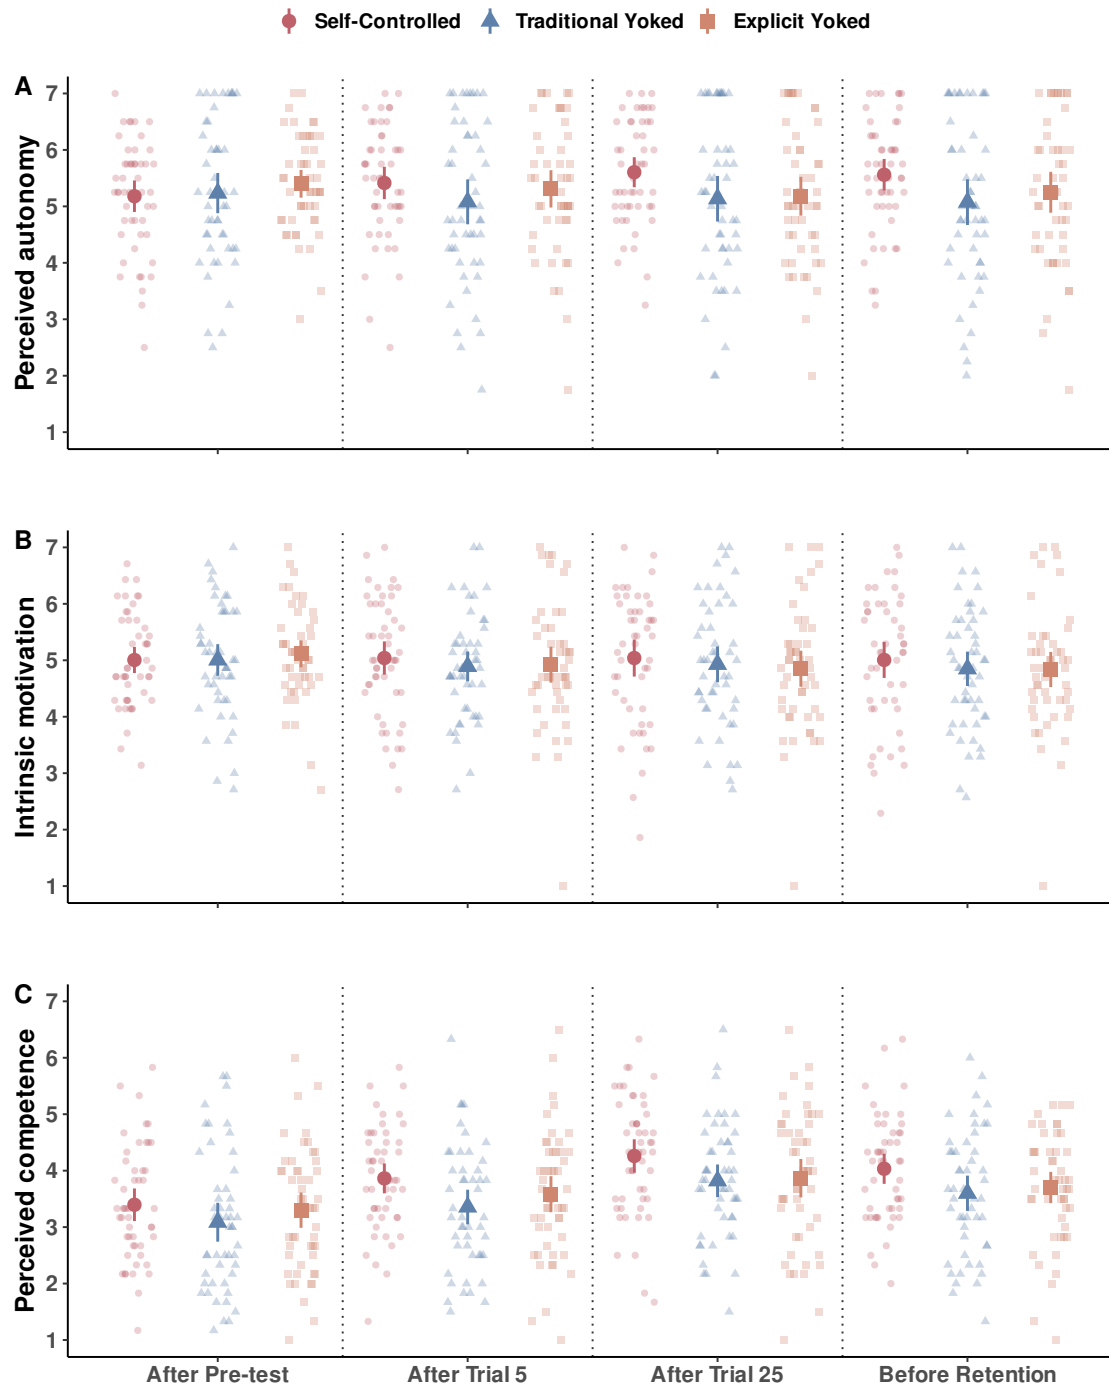 Self-Controlled Traditional Yoked Explicit Yoked
A
Perceived autonomy
7
6
5
4
3
2
1
B
Intrinsic motivation
7
6
5
4
3
2
1
C
Perceived competence
7
6
5
4
3
2
1
After Pre-test After Trial 5 After Trial 25 Before Retention